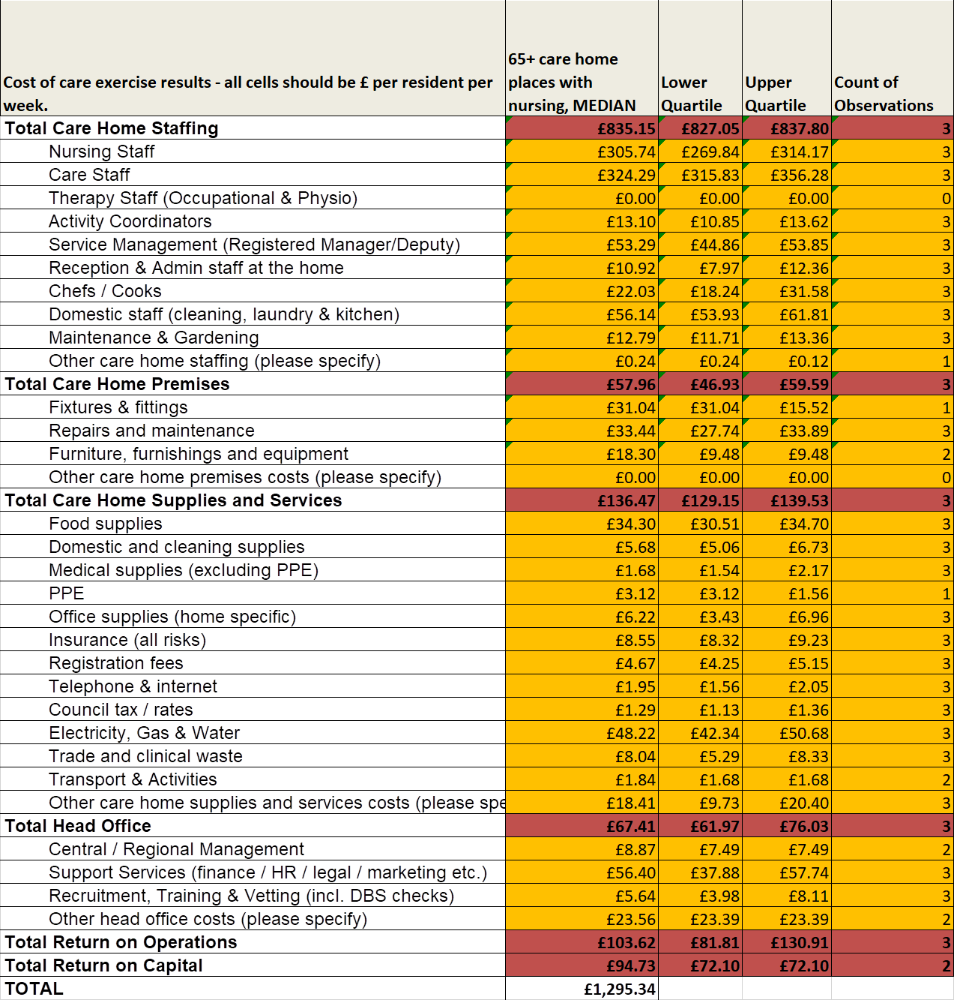 Cost of care exercise results - all cells should be £ per resident per week. 65+ care home places with nursing, MEDIAN Lower Quartile Upper Quartile Count of Observations
Total Care Home Staffing £835.15 £827.05 £837.80 3
Nursing Staff £305.74 £269.84 £314.17 3
Care Staff £324.29 £315.83 £356.28 3
Therapy Staff (Occupational & Physio) £0.00 £0.00 £0.00 0
Activity Coordinators £13.10 £10.85 £13.62 3
Service Management (Registered Manager/Deputy) £53.29 £44.86 £53.85 3
Reception & Admin staff at the home £10.92 £7.97 £12.36 3
Chefs / Cooks £22.03 £18.24 £31.58 3
Domestic staff (cleaning, laundry & kitchen) £56.14 £53.93 £61.81 3
Maintenance & Gardening £12.79 £11.71 £13.36 3
Other care home staffing (please specify) £0.24 £0.24 £0.12 1
Total Care Home Premises £57.96 £46.93 £59.59 3
Fixtures & fittings £31.04 £31.04 £15.52 1
Repairs and maintenance £33.44 £27.74 £33.89 3
Furniture, furnishings and equipment £18.30 £9.48 £9.48 2
Other care home premises costs (please specify) £0.00 £0.00 £0.00 0
Total Care Home Supplies and Services £136.47 £129.15 £139.53 3
Food supplies £34.30 £30.51 £34.70 3
Domestic and cleaning supplies £5.68 £5.06 £6.73 3
Medical supplies (excluding PPE) £1.68 £1.54 £2.17 3
PPE £3.12 £3.12 £1.56 1
Office supplies (home specific) £6.22 £3.43 £6.96 3
Insurance (all risks) £8.55 £8.32 £9.23 3
Registration fees £4.67 £4.25 £5.15 3
Telephone & internet £1.95 £1.56 £2.05 3
Council tax / rates £1.29 £1.13 £1.36 3
Electricity, Gas & Water £48.22 £42.34 £50.68 3
Trade and clinical waste £8.04 £5.29 £8.33 3
Transport & Activities £1.84 £1.68 £1.68 2
Other care home supplies and services costs (please spe £18.41 £9.73 £20.40 3
Total Head Office £67.41 £61.97 £76.03 3
Central / Regional Management £8.87 £7.49 £7.49 2
Support Services (finance / HR / legal / marketing etc.) £56.40 £37.88 £57.74 3
Recruitment, Training & Vetting (incl. DBS checks) £5.64 £3.98 £8.11 3
Other head office costs (please specify) £23.56 £23.39 £23.39 2
Total Return on Operations £103.62 £81.81 £130.91 3
Total Return on Capital £94.73 £72.10 £72.10 2
TOTAL £1,295.34